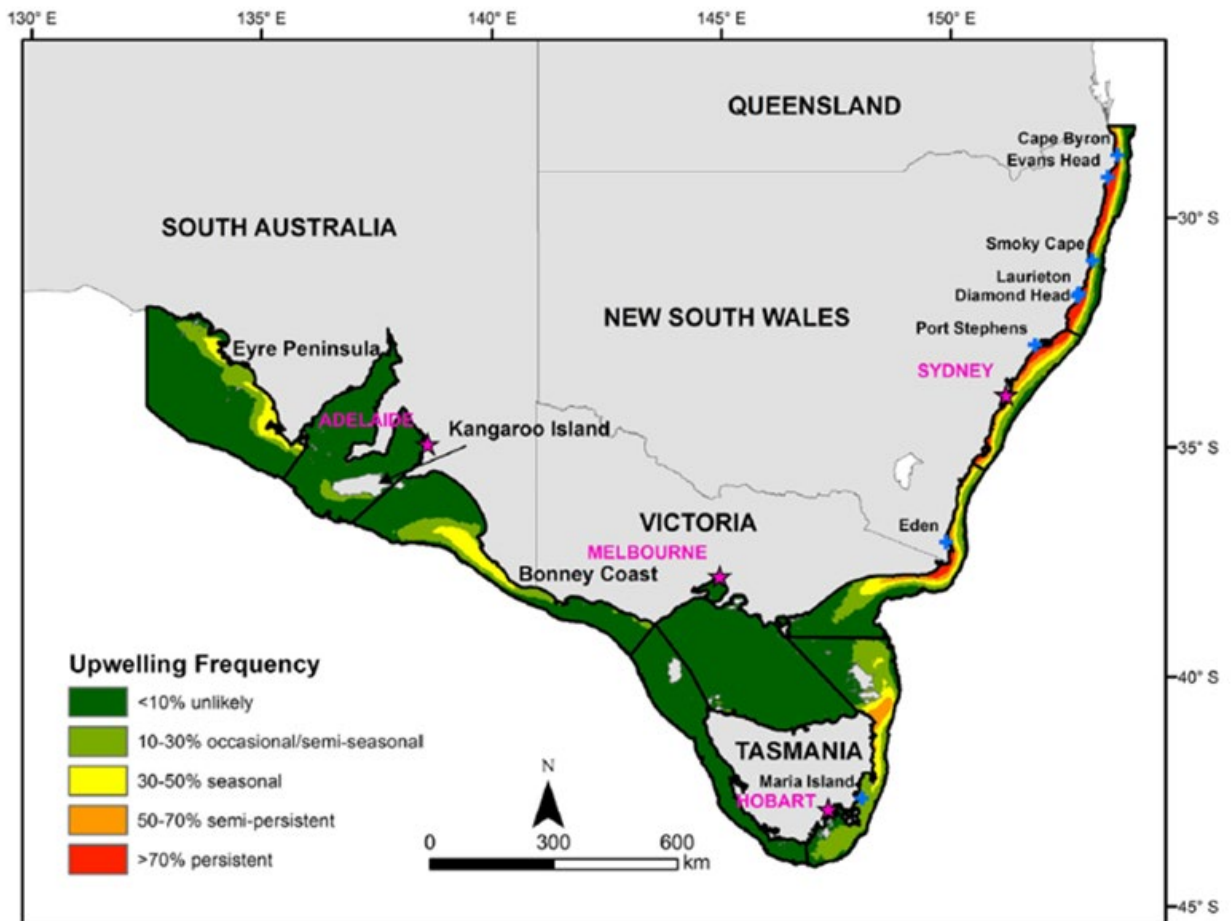 130° E 135° E 140° E 145° E 150° E
QUEENSLAND
Cape Byron
Evans Head
SOUTH AUSTRALIA
30° S
Smoky Cape
Laurieton
Diamond Head
NEW SOUTH WALES
Port Stephens
Eyre Peninsula
SYDNEY
ADELAIDE
Kangaroo Island
35° S
VICTORIA
Eden
MELBOURNE
Bonney Coast
Upwelling Frequency
<10% unlikely
40° S
10-30% occasional/semi-seasonal
TASMANIA
30-50% seasonal
N
Maria Island
HOBART
50-70% semi-persistent
0 300 600
km
>70% persistent
45° S